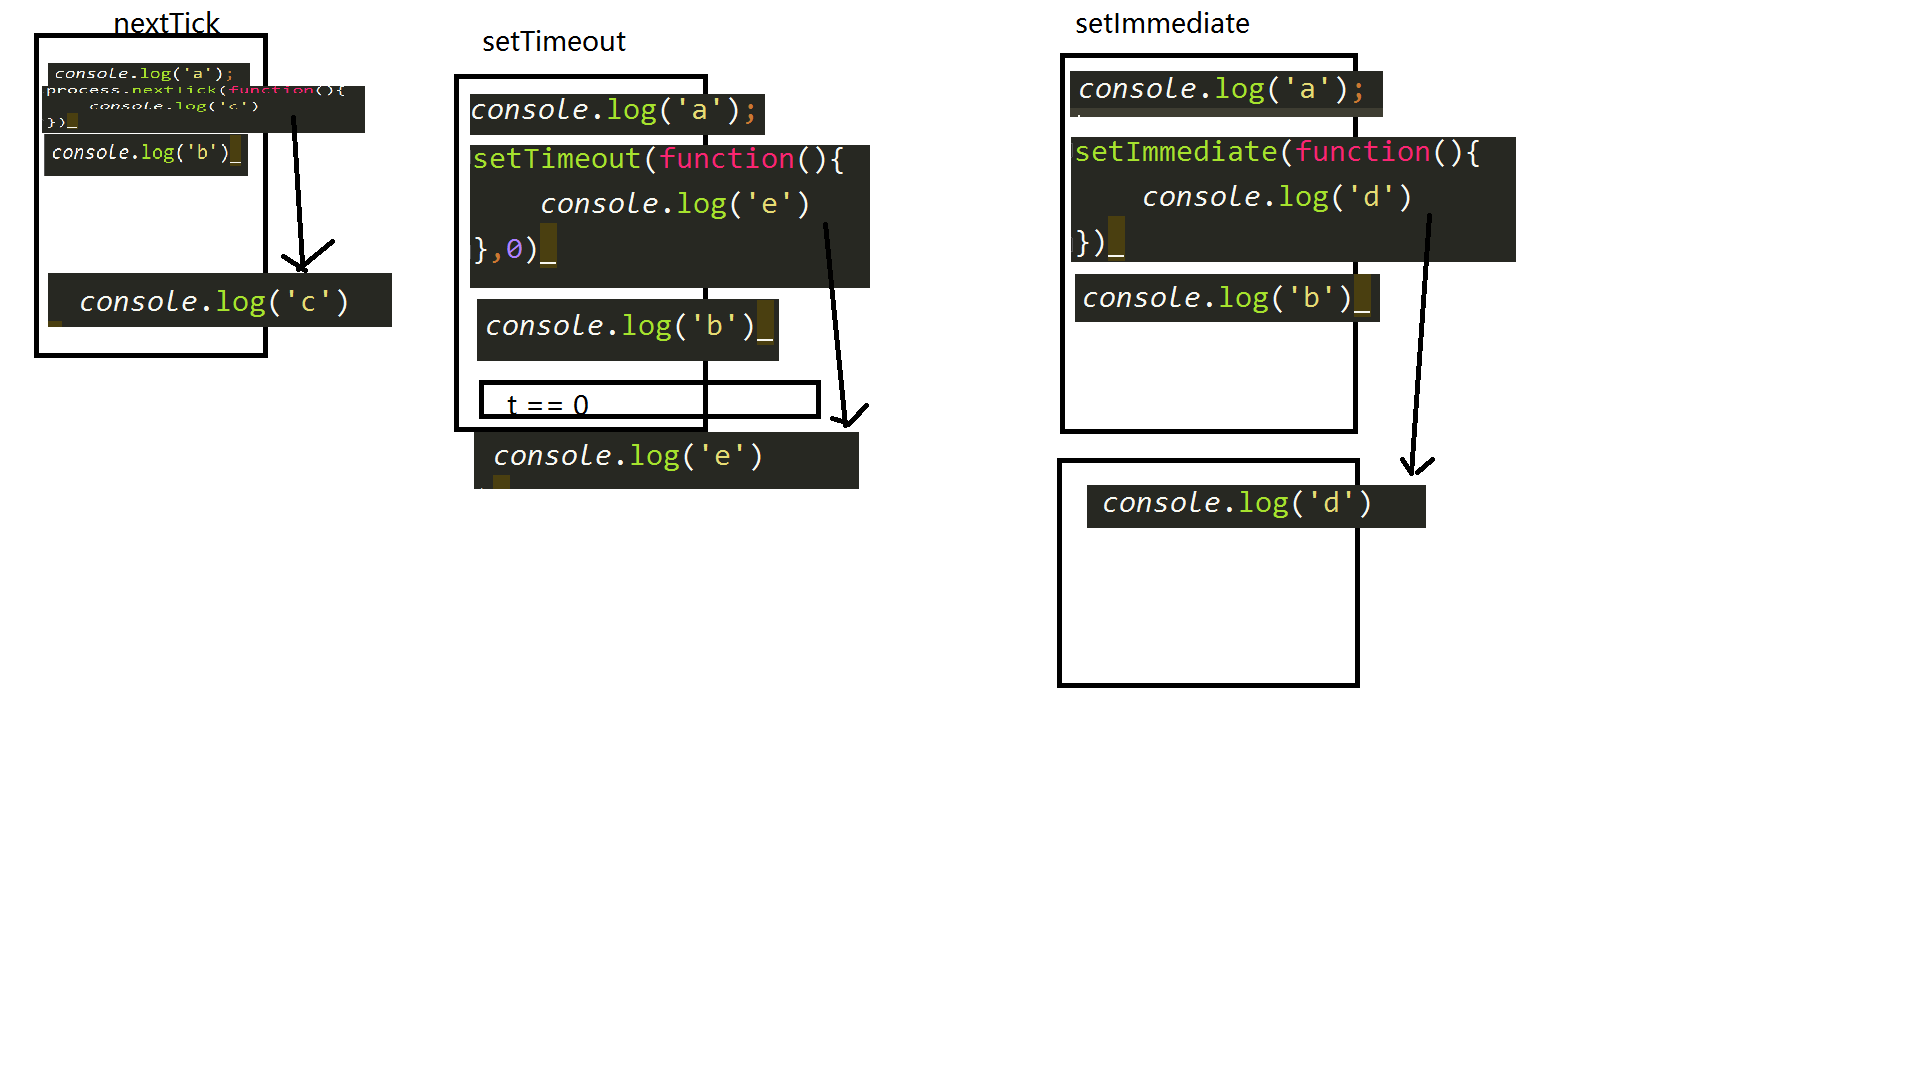 nextTick
console.log('a');
process.nextTick(function(){
console.log('c')
})_
console.log('b')_
console.log('c')
setTimeout
console.log('a');
setTimeout(function(){
console.log('e')
},0)_
console.log('b')_
t == 0
console.log('e')
setImmediate
console.log('a');
setImmediate(function(){
console.log('d')
})_
console.log('b')_
console.log('d')